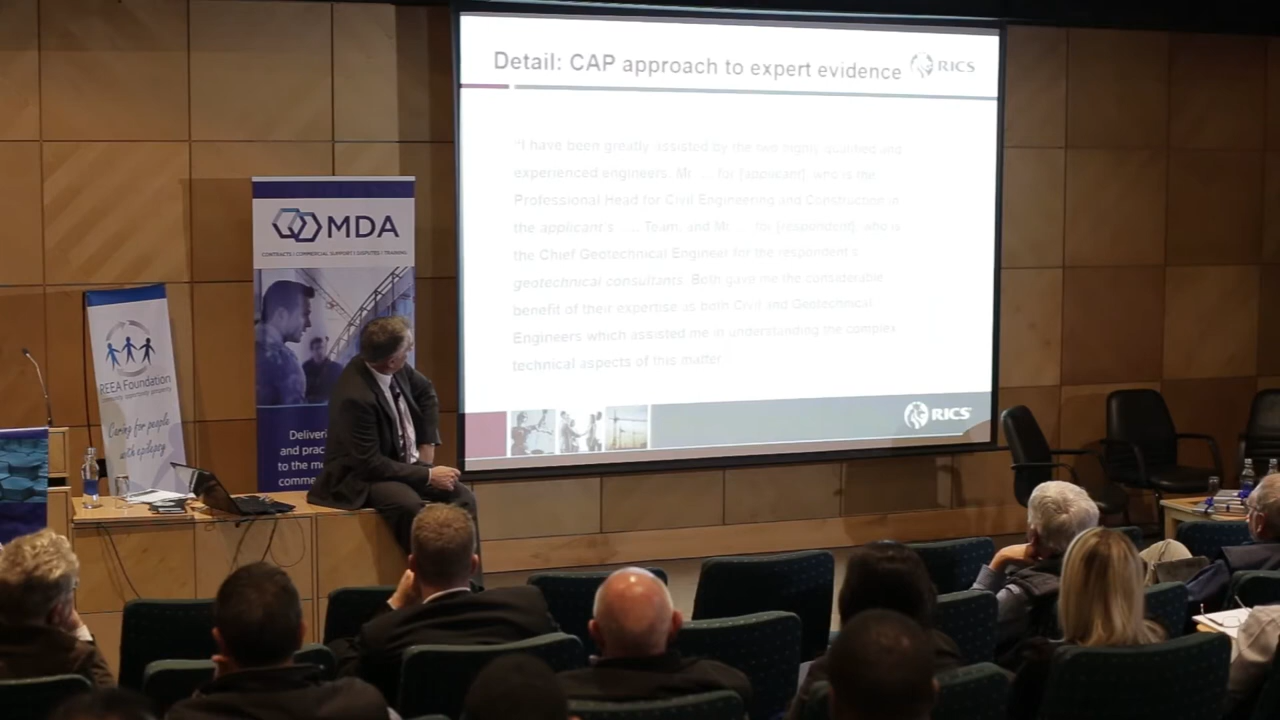 Detail: CAP approach to expert evidence
RICS
"I have been greatly assisted by the two highly qualified and
experienced engineers, Mr ... for [applicant], who is the
Professional Head for Civil Engineering and Construction in
the applicant's .... Team, and Mr ... for [respondent], who is
the Chief Geotechnical Engineer for the respondent's
geotechnical consultants. Both gave me the considerable
benefit of their expertise as both Civil and Geotechnical
Engineers which assisted me in understanding the complex
technical aspects of this matter
RICS
MDA
CONTRACTS | COMMERCIAL SUPPORT | DISPUTES | TRAINING
Deliveri
and prac
to the mo
comme
REEA Foundation
Caring for people
with epilepsy